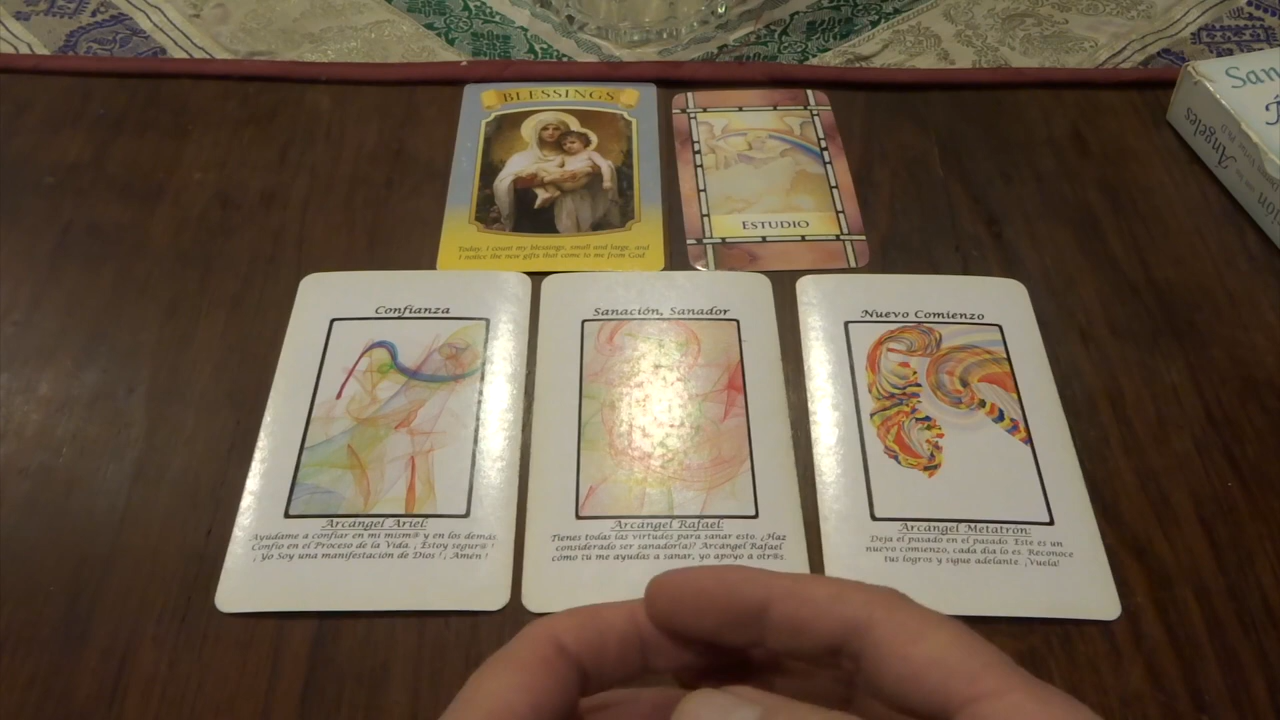 BLESSINGS
Today, I count my blessings, small and large, and
I notice the new gifts that come to me from God
ESTUDIO
Confianza
Arcángel Ariel:
Ayúdame a confiar en mi mism@ y en los demás
Confío en el Proceso de la Vida. ¡ Estoy segur@ !
¡ Yo Soy una manifestación de Dios ! ¡ Amén !
Sanación, Sanador
Arcángel Rafael:
Tienes todas las virtudes para sanar esto. ¿Haz
considerado ser sanador(a)? Arcángel Rafael
cómo tú me ayudas a sanar, yo apoyo a otr@s.
Nuevo Comienzo
Arcángel Metatrón:
Deja el pasado en el pasado. Este es un
nuevo comienzo, cada día lo es. Reconoce
tus logros y sigue adelante. ¡Vuela!
San
Ángeles